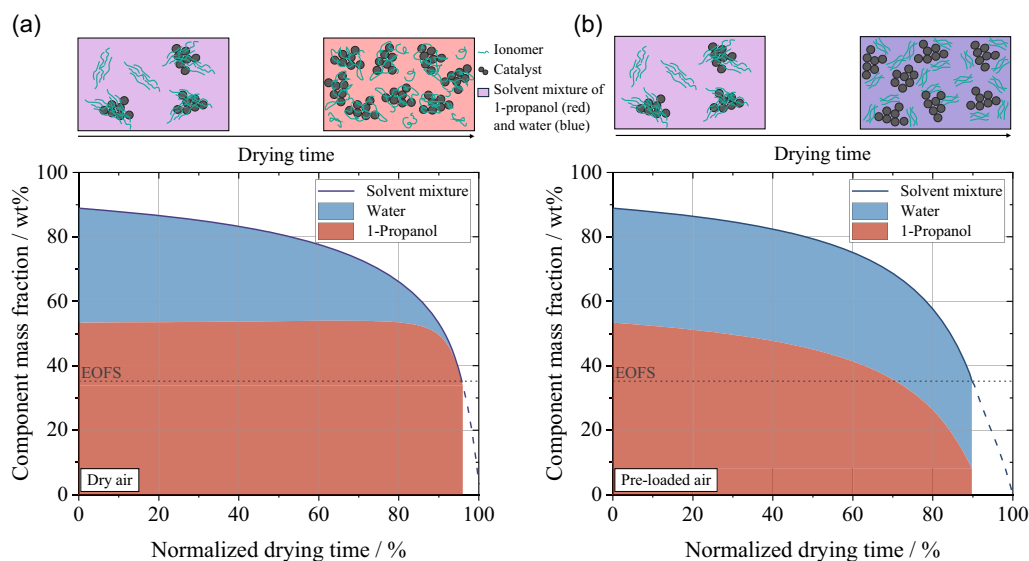 (a)
Ionomer
Catalyst
Solvent mixture of
1-propanol (red)
and water (blue)
Drying time
100
80
60
40
20
0
Component mass fraction / wt%
Solvent mixture
Water
1-Propanol
EOFS
Dry air
0 20 40 60 80 100
Normalized drying time / %
(b)
Drying time
100
80
60
40
20
0
Component mass fraction / wt%
Solvent mixture
Water
1-Propanol
EOFS
Pre-loaded air
0 20 40 60 80 100
Normalized drying time / %